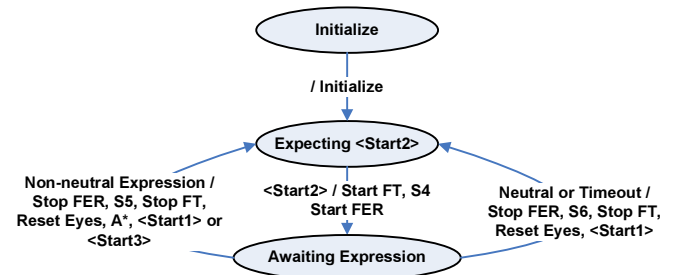 Initialize
/ Initialize
Expecting <Start2>
Non-neutral Expression /
Stop FER, S5, Stop FT,
Reset Eyes, A*, <Start1> or
<Start3>
<Start2> / Start FT, S4
Start FER
Neutral or Timeout /
Stop FER, S6, Stop FT,
Reset Eyes, <Start1>
Awaiting Expression